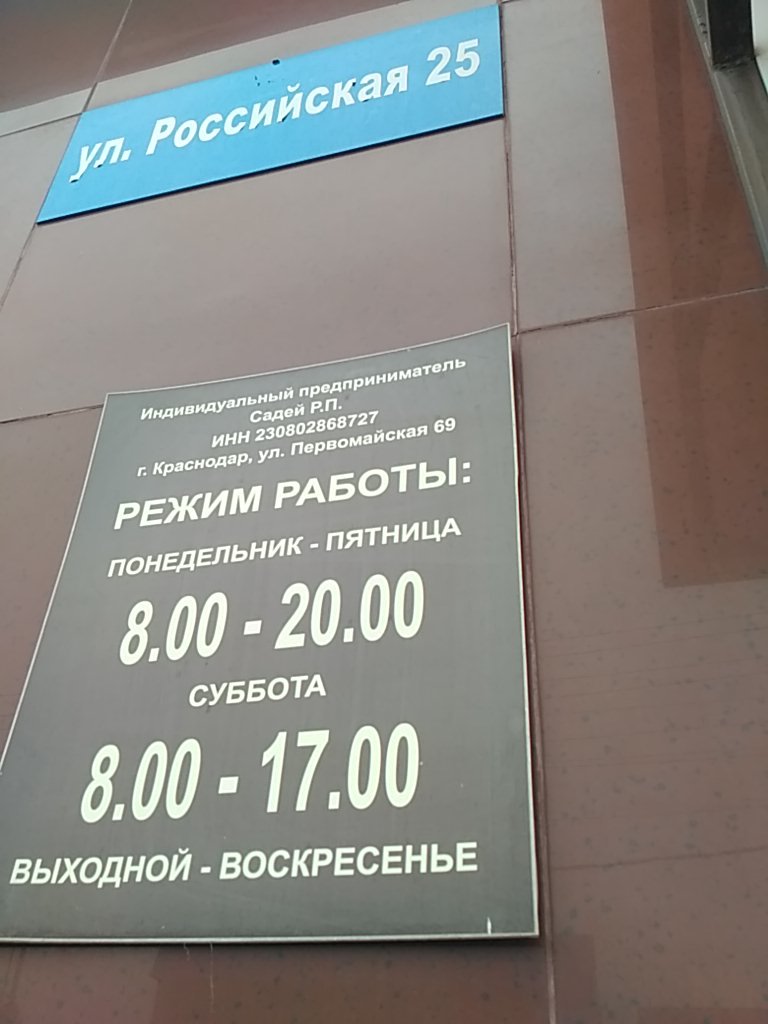 ул. Российская 25
Индивидуальный предприниматель
Садей Р.П.
ИНН 230802868727
г. Краснодар, ул. Первомайская 69
РЕЖИМ РАБОТЫ:
ПОНЕДЕЛЬНИК - ПЯТНИЦА
8.00 - 20.00
СУББОТА
8.00 - 17.00
ВЫХОДНОЙ - ВОСКРЕСЕНЬЕ